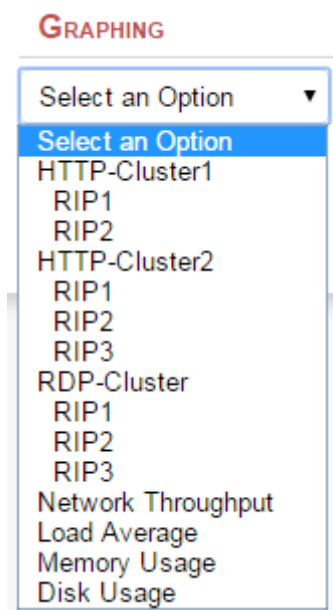 GRAPHING
Select an Option
Select an Option
HTTP-Cluster1
RIP1
RIP2
HTTP-Cluster2
RIP1
RIP2
RIP3
RDP-Cluster
RIP1
RIP2
RIP3
Network Throughput
Load Average
Memory Usage
Disk Usage